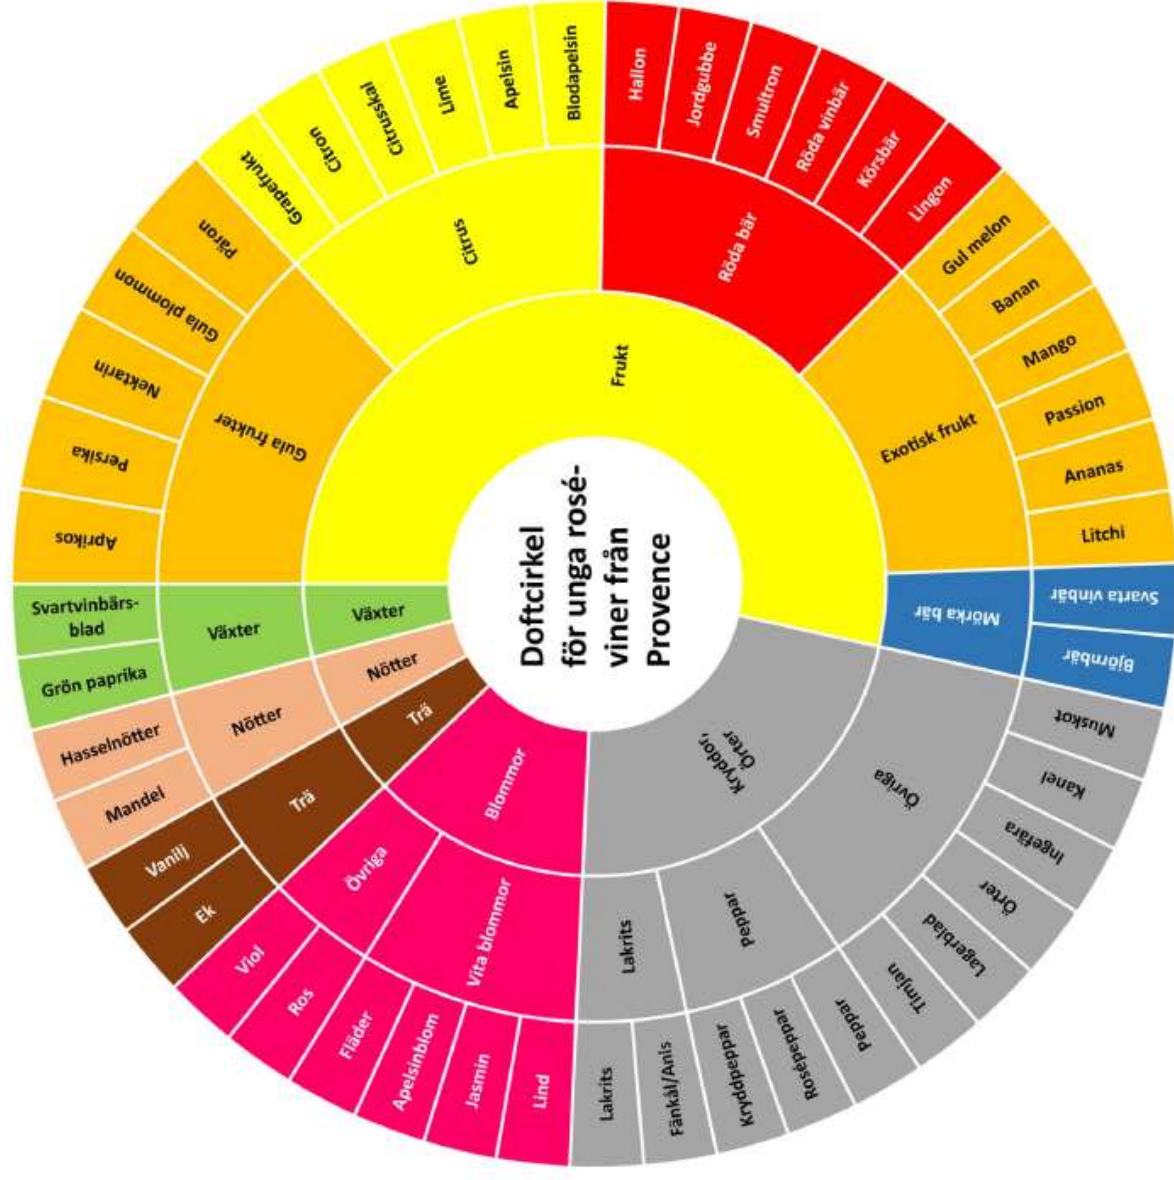 Doftcirkel
för unga rosé-
viner från
Provence
Frukt
Citrus
Grapefrukt
Citron
Citrusskal
Lime
Apelsin
Blodapelsin
Röda bär
Hallon
Jordgubbe
Smultron
Röda vinbär
Körsbär
Lingon
Exotisk frukt
Gul melon
Banan
Mango
Passion
Ananas
Litchi
Mörka bär
Svarta vinbär
Björnbär
Kryddor,
Örter
Övriga
Muskot
Kanel
Ingefära
Örter
Lagerblad
Timjan
Peppar
Peppar
Rosépeppar
Kryddpeppar
Lakrits
Fänkål/Anis
Lakrits
Blommor
Vita blommor
Lind
Jasmin
Apelsinblom
Fläder
Övriga
Ros
Viol
Trä
Trä
Ek
Vanilj
Nötter
Nötter
Mandel
Hasselnötter
Växter
Växter
Grön paprika
Svartvinbärs-
blad
Gula frukter
Aprikos
Persika
Nektarin
Gula plommon
päron